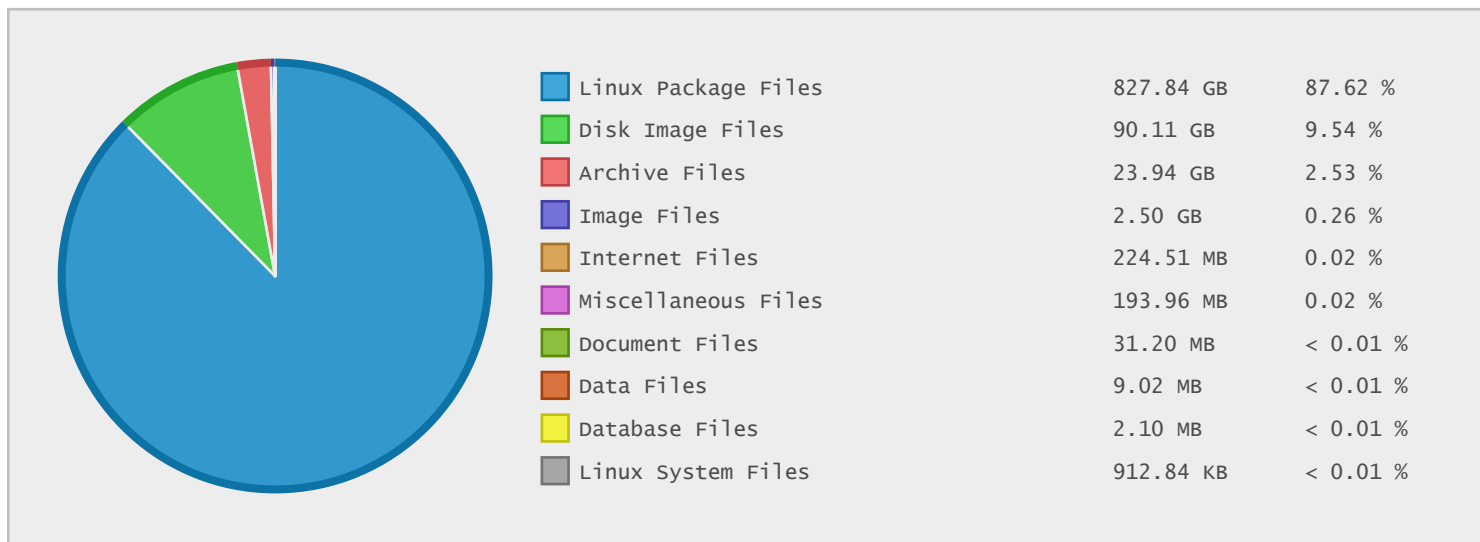 Linux Package Files 827.84 GB 87.62 %
Disk Image Files 90.11 GB 9.54 %
Archive Files 23.94 GB 2.53 %
Image Files 2.50 GB 0.26 %
Internet Files 224.51 MB 0.02 %
Miscellaneous Files 193.96 MB 0.02 %
Document Files 31.20 MB < 0.01 %
Data Files 9.02 MB < 0.01 %
Database Files 2.10 MB < 0.01 %
Linux System Files 912.84 KB < 0.01 %